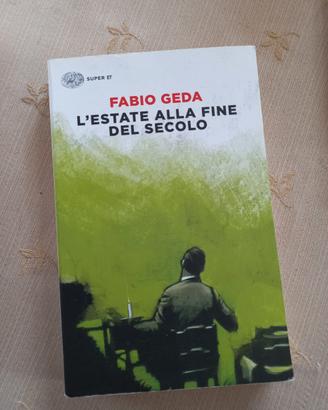 SUPER ET
FABIO GEDA
L'ESTATE ALLA FINE
DEL SECOLO